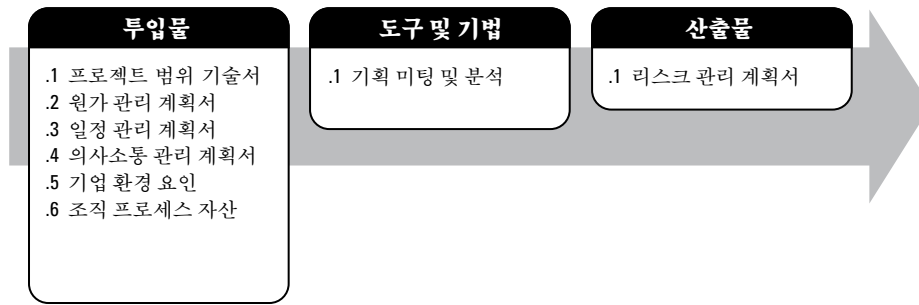 투입물
.1 프로젝트 범위 기술서
.2 원가 관리 계획서
.3 일정 관리 계획서
.4 의사소통 관리 계획서
.5 기업 환경 요인
.6 조직 프로세스 자산
도구 및 기법
.1 기획 미팅 및 분석
산출물
.1 리스크 관리 계획서